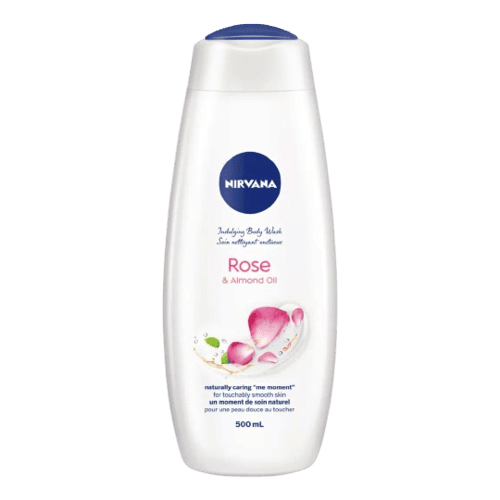 NIRVANA
Indulging Body Wash
Soin nettoyant onctueux
Rose
& Almond Oil
naturally caring "me moment"
for touchably smooth skin
un moment de soin naturel
pour une peau douce au toucher
500 mL